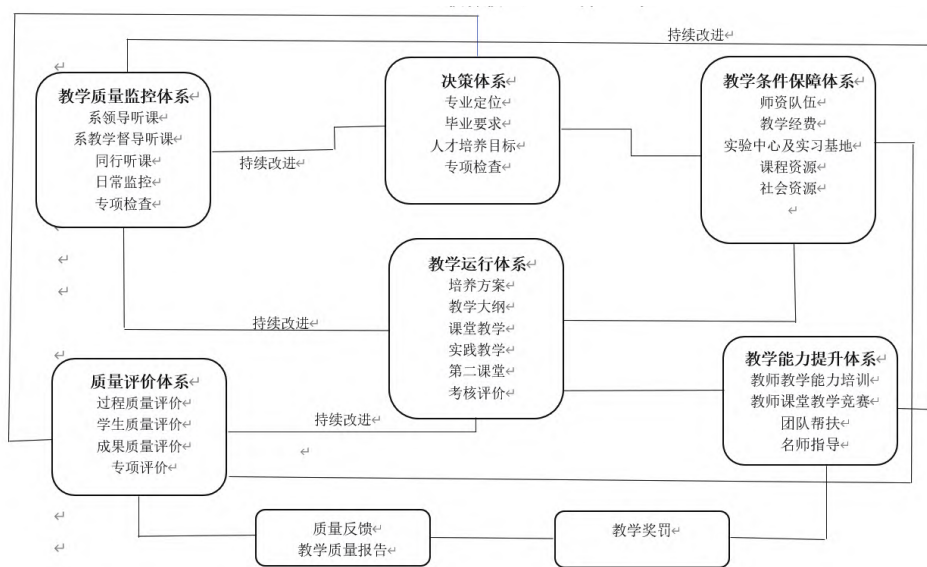 持续改进
教学质量监控体系
系领导听课
系教学督导听课
同行听课
日常监控
专项检查
持续改进
决策体系
专业定位
毕业要求
人才培养目标
专项检查
教学条件保障体系
师资队伍
教学经费
实验中心及实习基地
课程资源
社会资源
教学运行体系
培养方案
教学大纲
课堂教学
实践教学
第二课堂
考核评价
持续改进
质量评价体系
过程质量评价
学生质量评价
成果质量评价
专项评价
持续改进
教学能力提升体系
教师教学能力培训
教师课堂教学竞赛
团队帮扶
名师指导
质量反馈
教学质量报告
教学奖罚